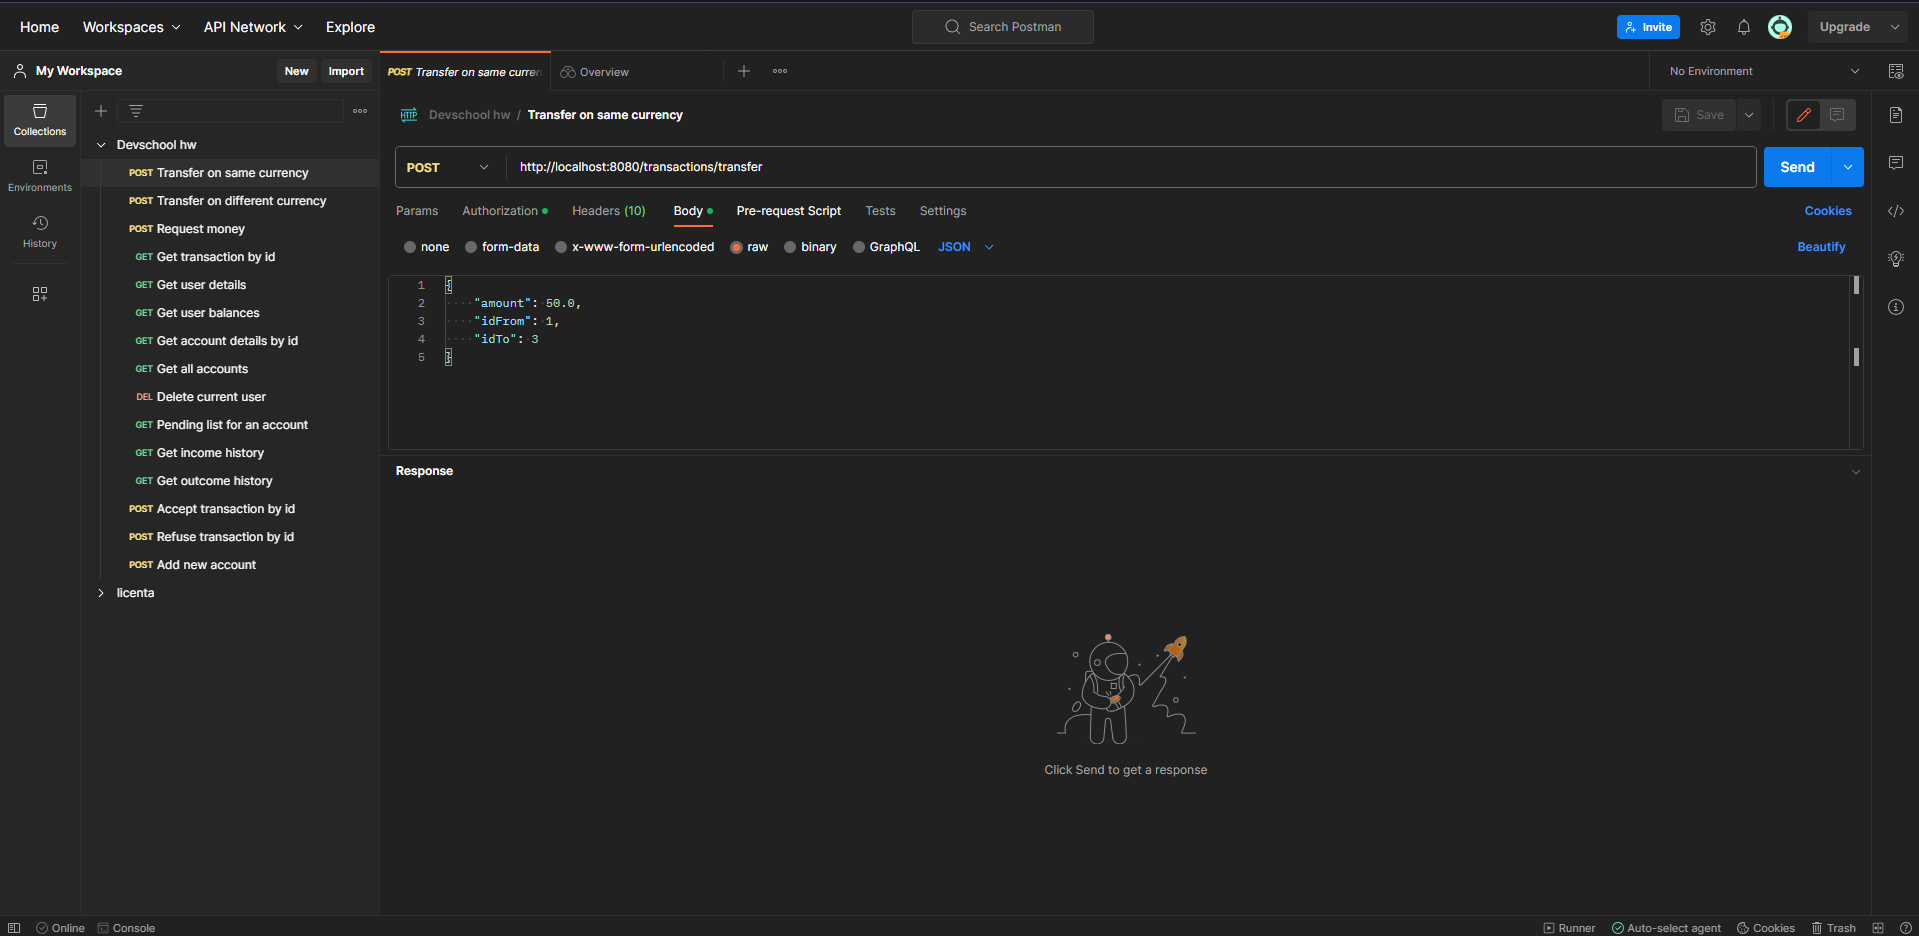 Home Workspaces API Network Explore Search Postman Invite Upgrade
My Workspace New Import POST Transfer on same curren Overview No Environment
Collections
Environments
History
Devschool hw
POST Transfer on same currency
POST Transfer on different currency
POST Request money
GET Get transaction by id
GET Get user details
GET Get user balances
GET Get account details by id
GET Get all accounts
DEL Delete current user
GET Pending list for an account
GET Get income history
GET Get outcome history
POST Accept transaction by id
POST Refuse transaction by id
POST Add new account
licenta
HTTP Devschool hw / Transfer on same currency Save
POST http://localhost:8080/transactions/transfer Send
Params Authorization Headers (10) Body Pre-request Script Tests Settings Cookies
none form-data x-www-form-urlencoded raw binary GraphQL JSON Beautify
1 {
2 "amount": 50.0,
3 "idFrom": 1,
4 "idTo": 3
5 }
Response
Click Send to get a response
Online Console Runner Auto-select agent Cookies Trash